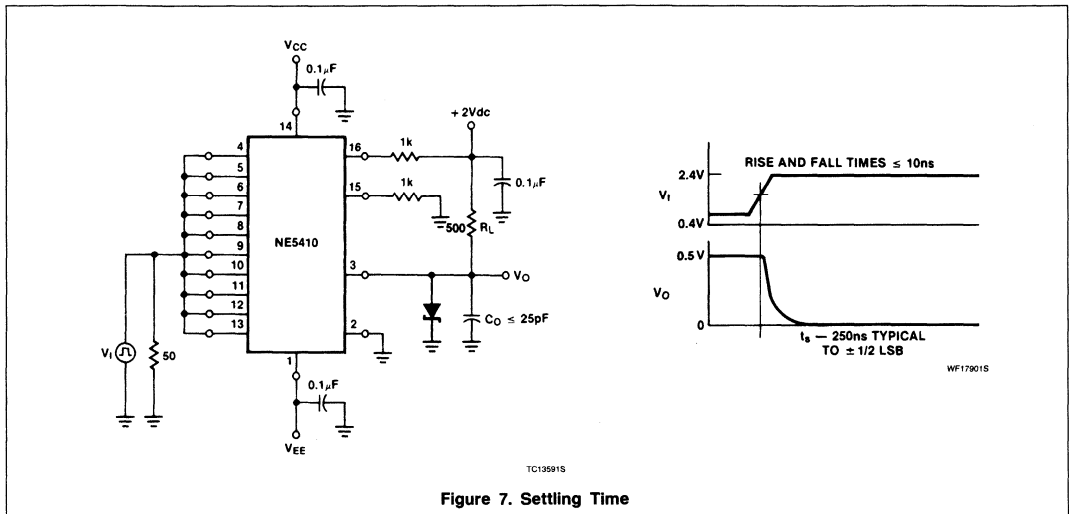 VCC
0.1μF
+2Vdc
14
4
5
6
7
8
9
10
11
12
13
16
1k
15
1k
0.1μF
500 RL
NE5410
3
VO
2
CO ≤ 25pF
VI
50
1
0.1μF
VEE
RISE AND FALL TIMES ≤ 10ns
2.4V
VI
0.4V
0.5V
VO
0
ts — 250ns TYPICAL
TO ± 1/2 LSB
WF17901S
TC13591S
Figure 7. Settling Time